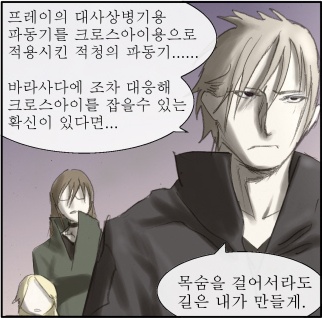 프레이의 대사상병기용
파동기를 크로스아이용으로
적용시킨 적청의 파동기......
바라사다에 조차 대응해
크로스아이를 잡을수 있는
확신이 있다면...
목숨을 걸어서라도
길은 내가 만들게.